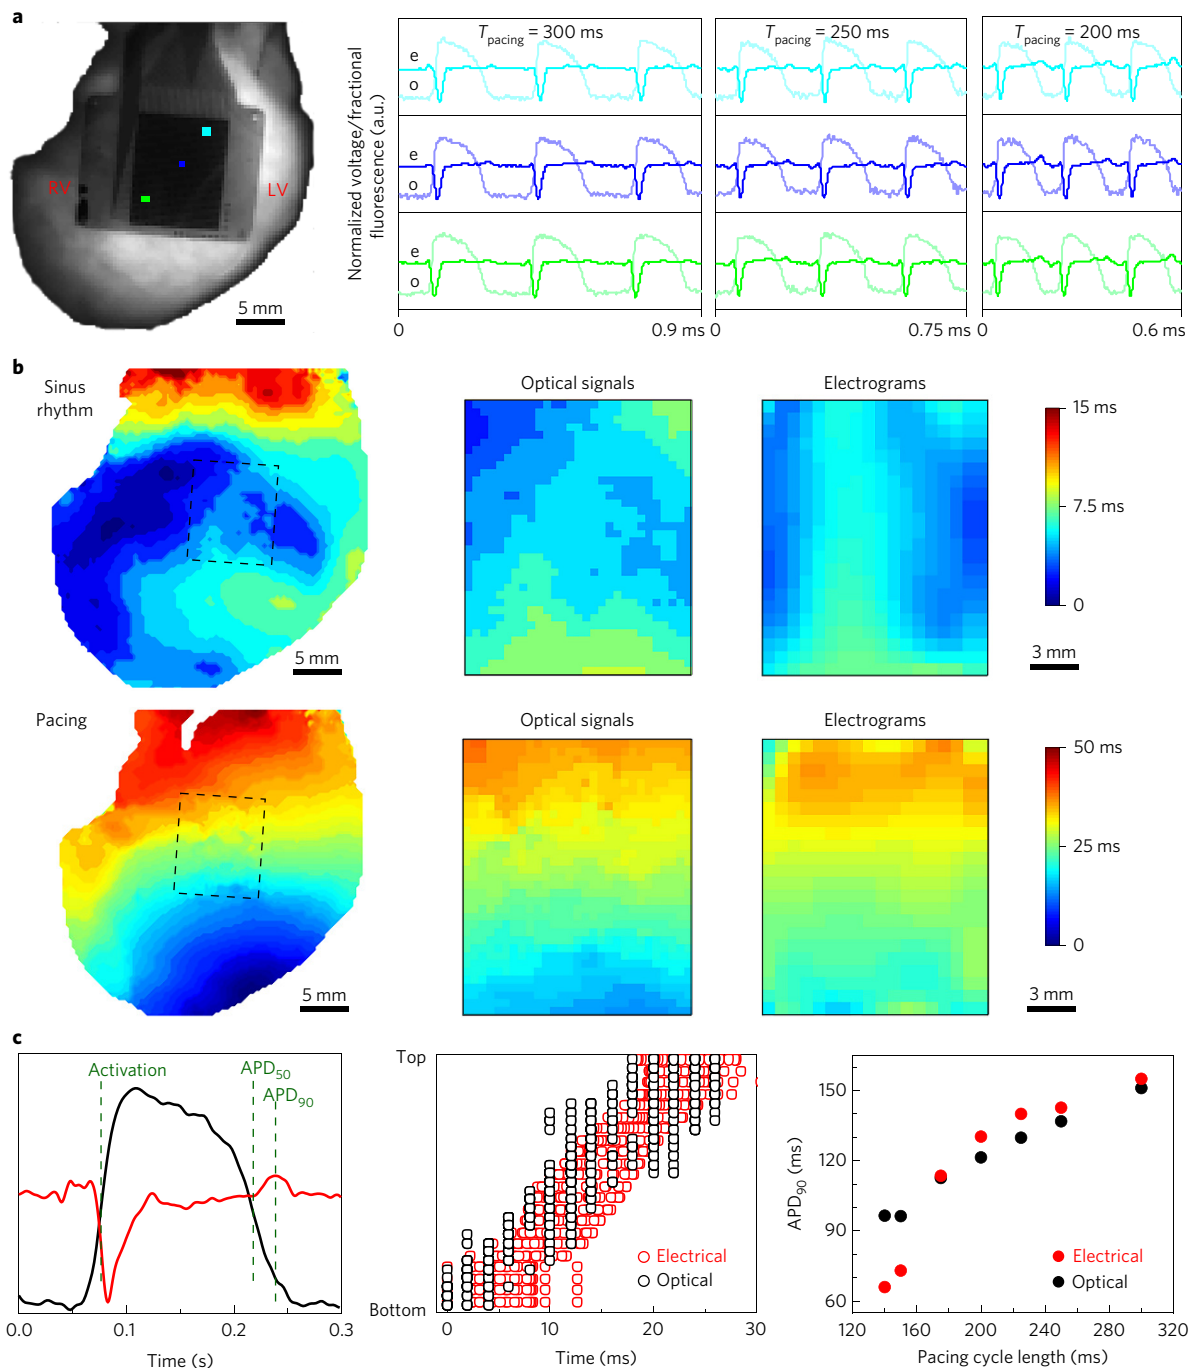 a
RV
LV
5 mm
Normalized voltage/fractional
fluorescence (a.u.)
T_pacing = 300 ms
T_pacing = 250 ms
T_pacing = 200 ms
e
o
e
o
e
o
0
0.9 ms
0
0.75 ms
0
0.6 ms
b
Sinus
rhythm
5 mm
Optical signals
Electrograms
15 ms
7.5 ms
0
3 mm
Pacing
5 mm
Optical signals
Electrograms
50 ms
25 ms
0
3 mm
c
Activation
APD50
APD90
0.0
0.1
0.2
0.3
Time (s)
Top
Bottom
Electrical
Optical
0
10
20
30
Time (ms)
APD90 (ms)
150
120
90
60
Electrical
Optical
120
160
200
240
280
320
Pacing cycle length (ms)